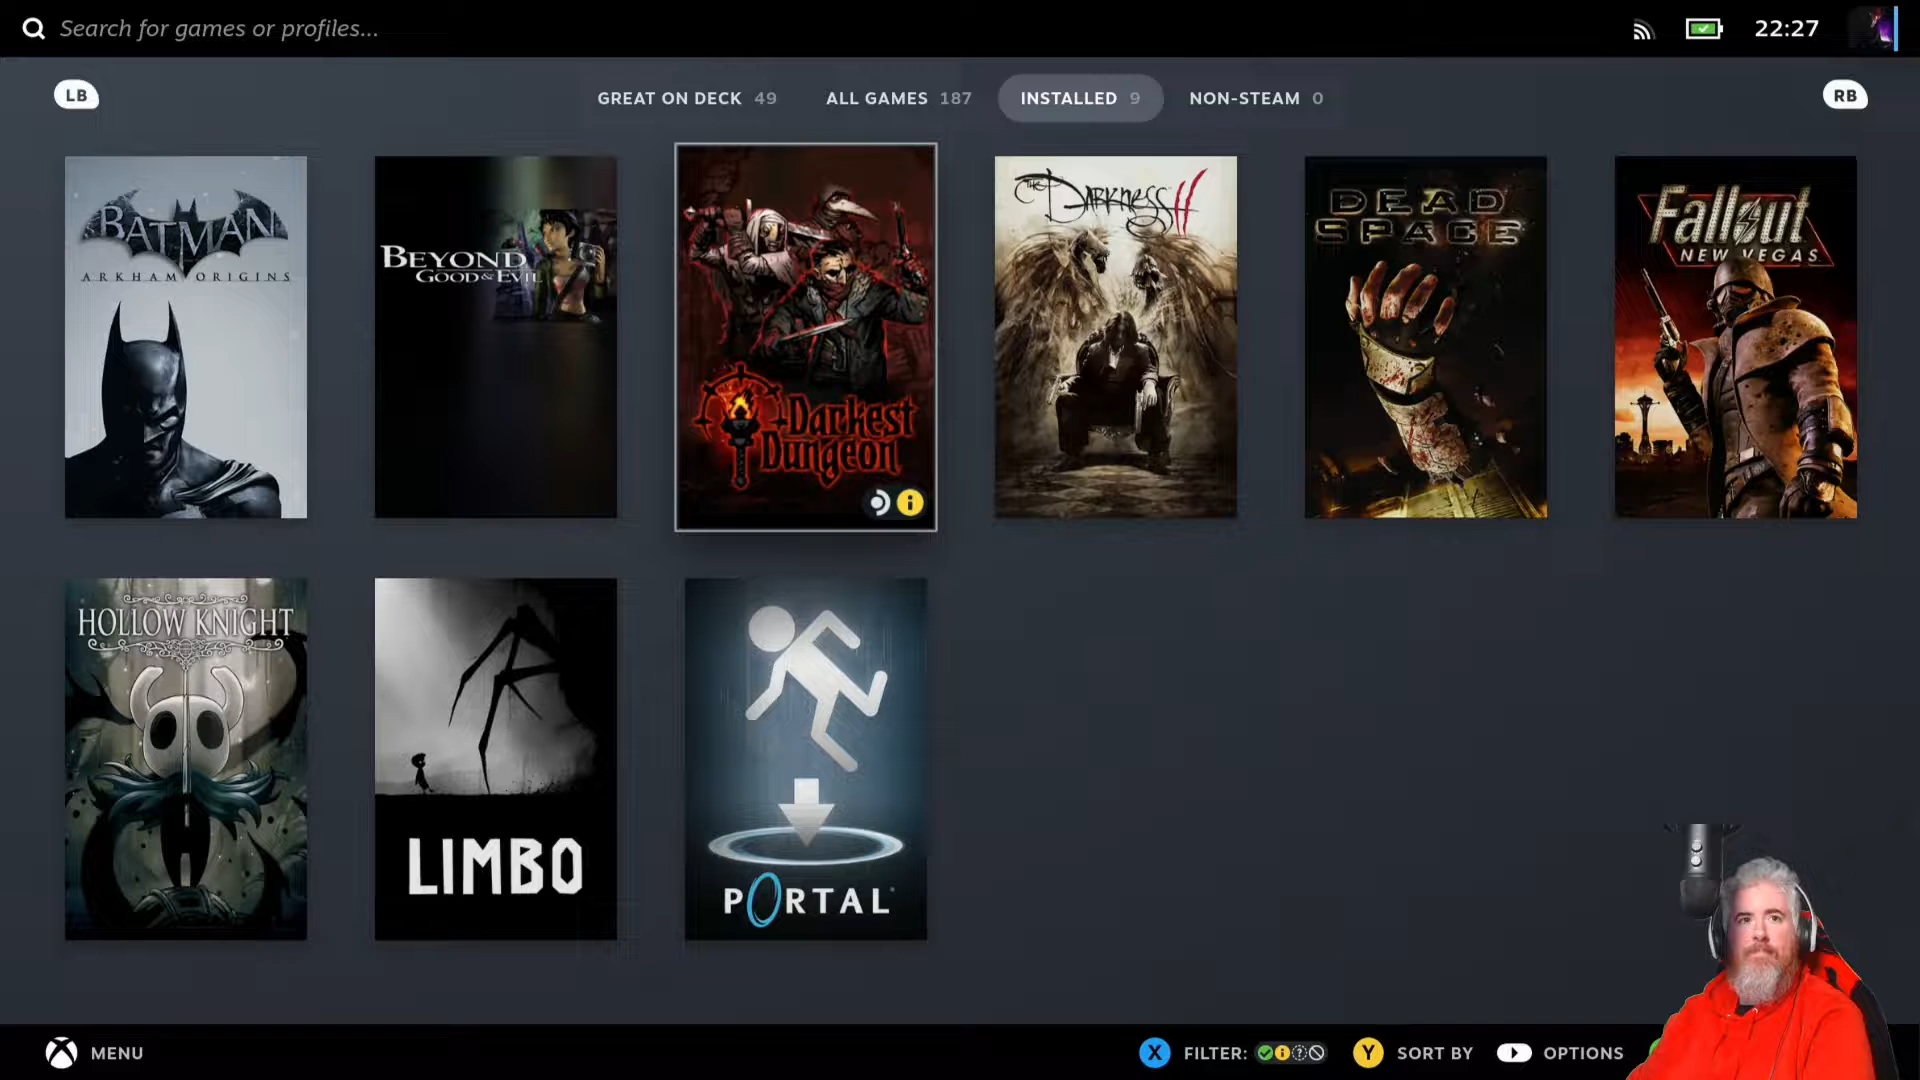 Search for games or profiles...
22:27
LB
GREAT ON DECK 49
ALL GAMES 187
INSTALLED 9
NON-STEAM 0
RB
BATMAN
ARKHAM ORIGINS
BEYOND
GOOD & EVIL
Darkest
Dungeon
THE DARKNESS II
DEAD
SPACE
Fallout
NEW VEGAS
HOLLOW KNIGHT
LIMBO
PORTAL
MENU
X FILTER:
Y SORT BY
OPTIONS